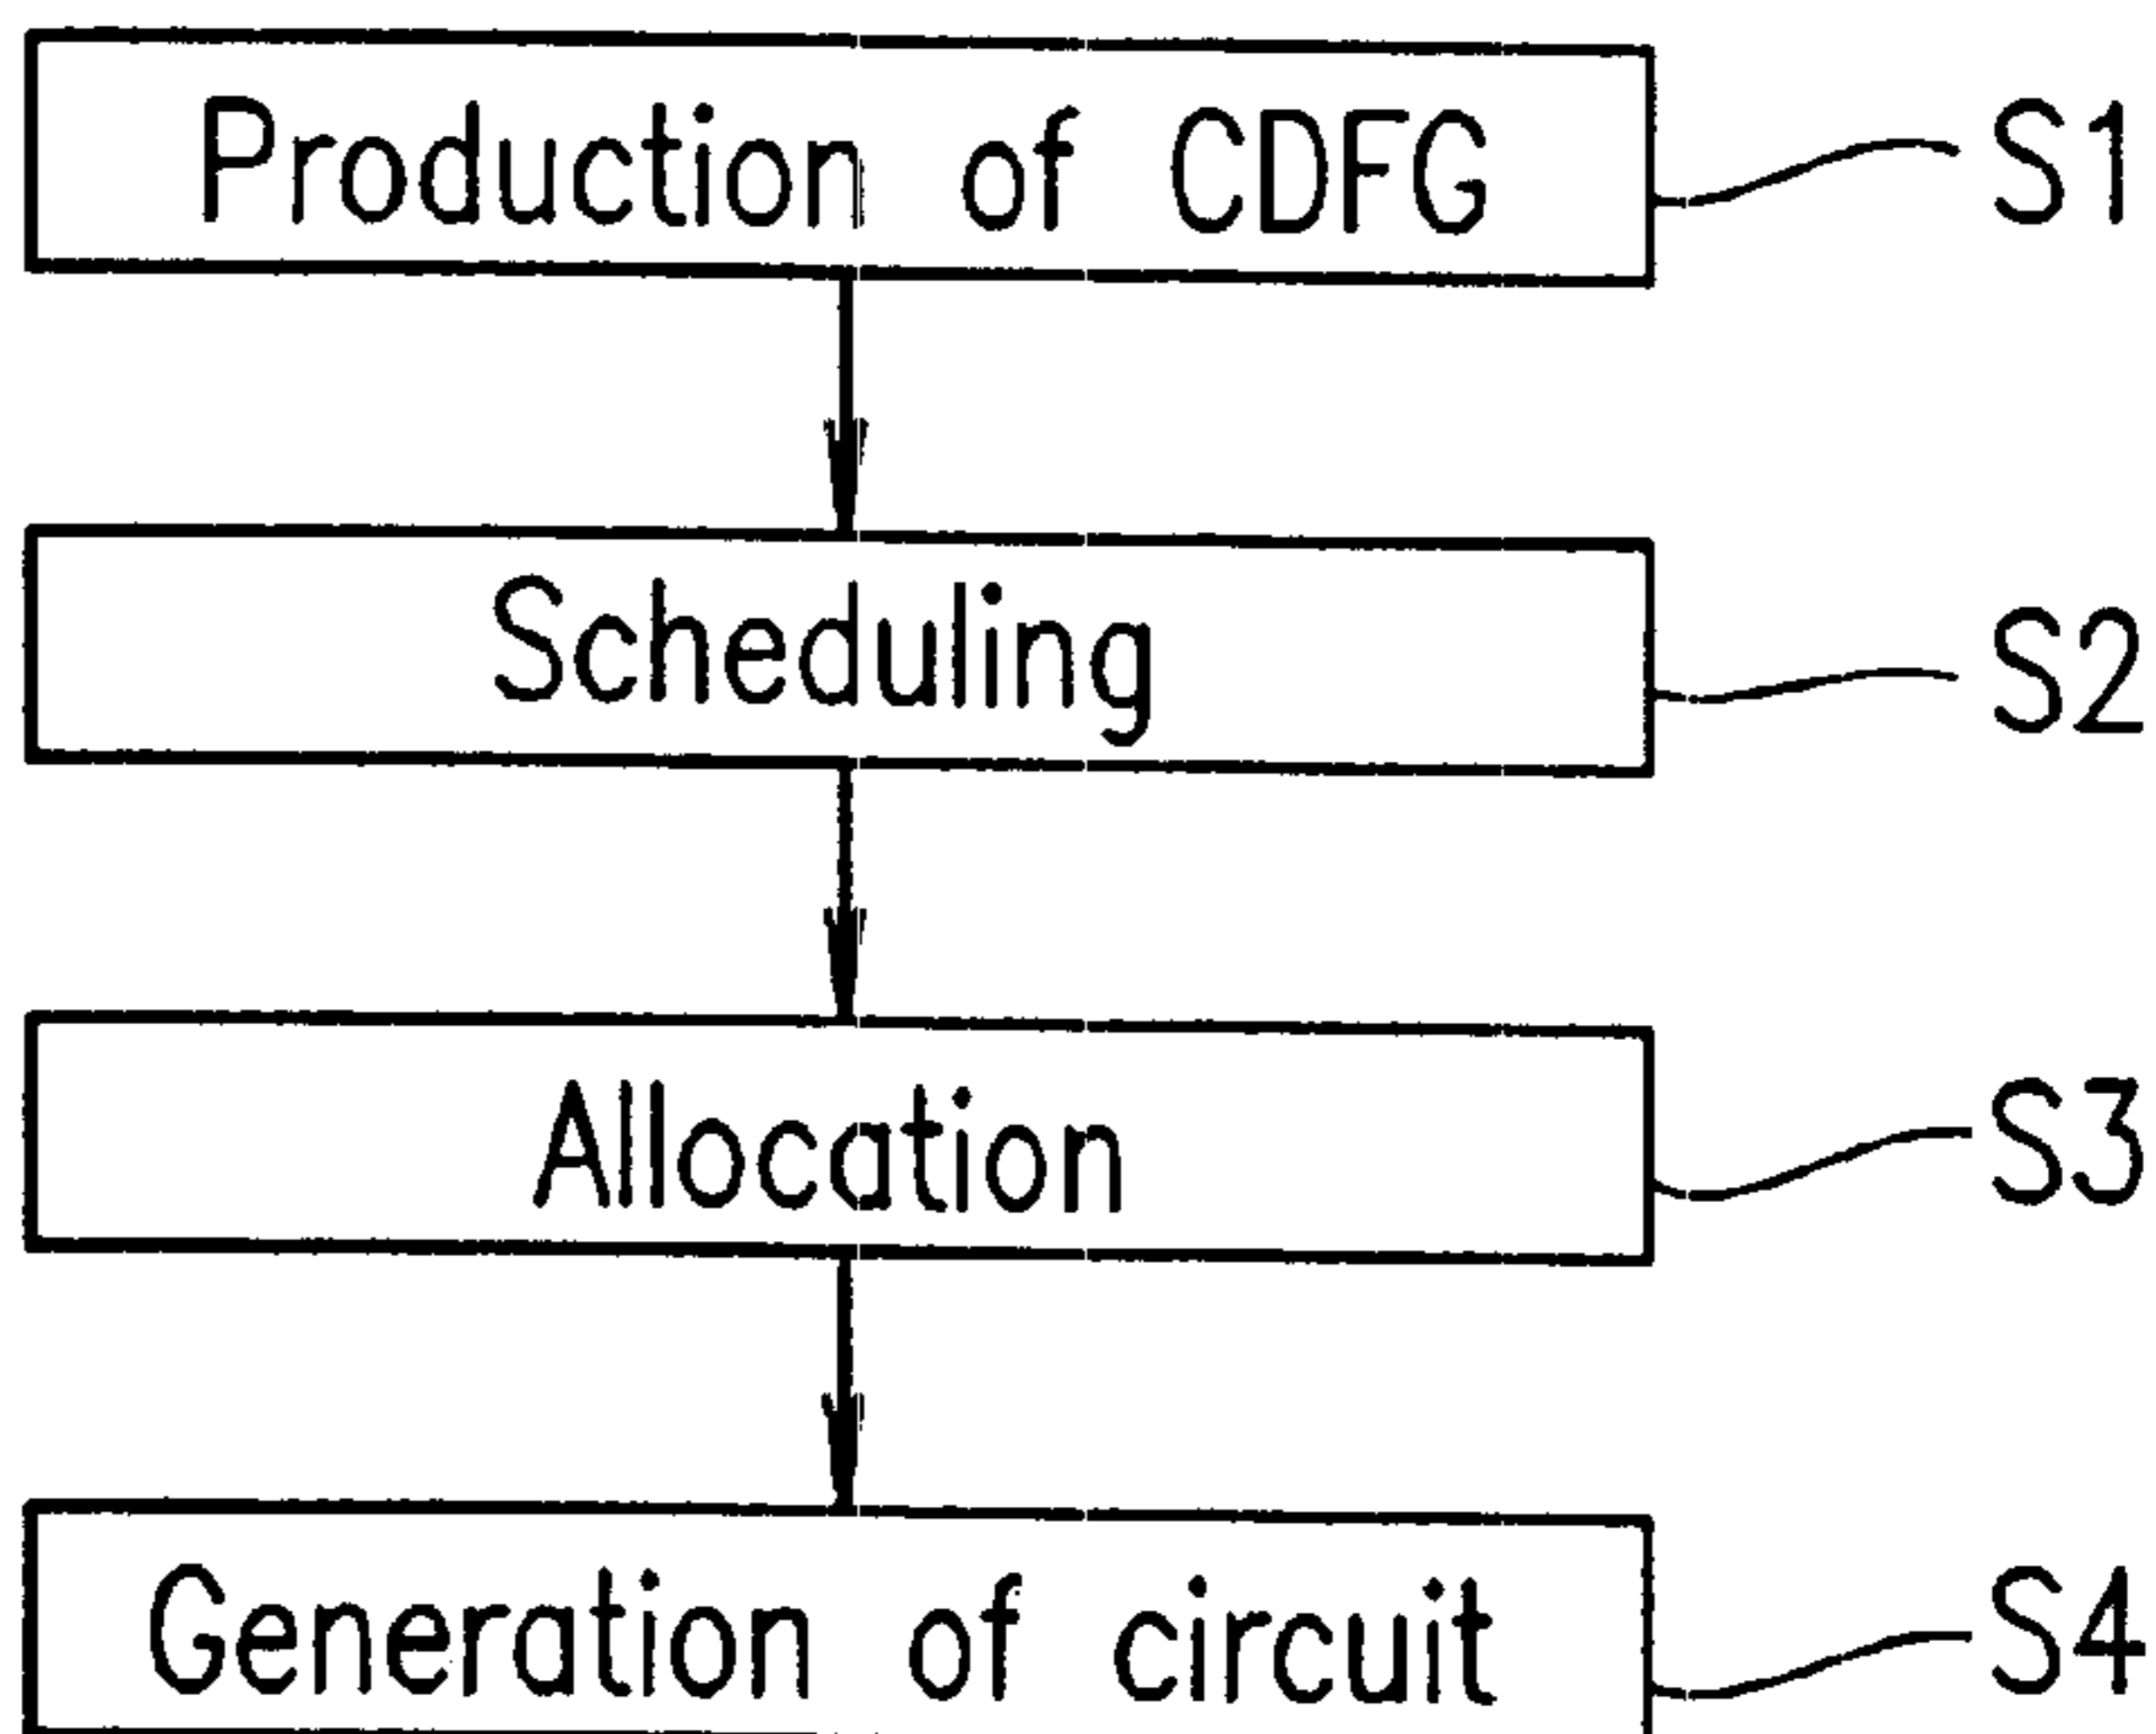 Production of CDFG S1
Scheduling S2
Allocation S3
Generation of circuit S4